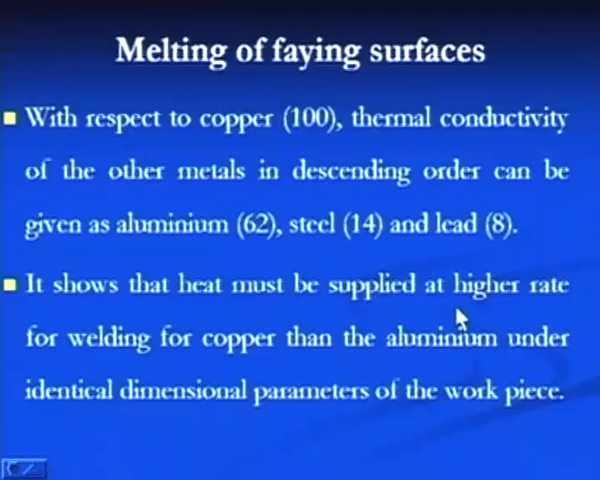 Melting of faying surfaces
With respect to copper (100), thermal conductivity
of the other metals in descending order can be
given as aluminium (62), steel (14) and lead (8).
It shows that heat must be supplied at higher rate
for welding for copper than the aluminium under
identical dimensional parameters of the work piece.